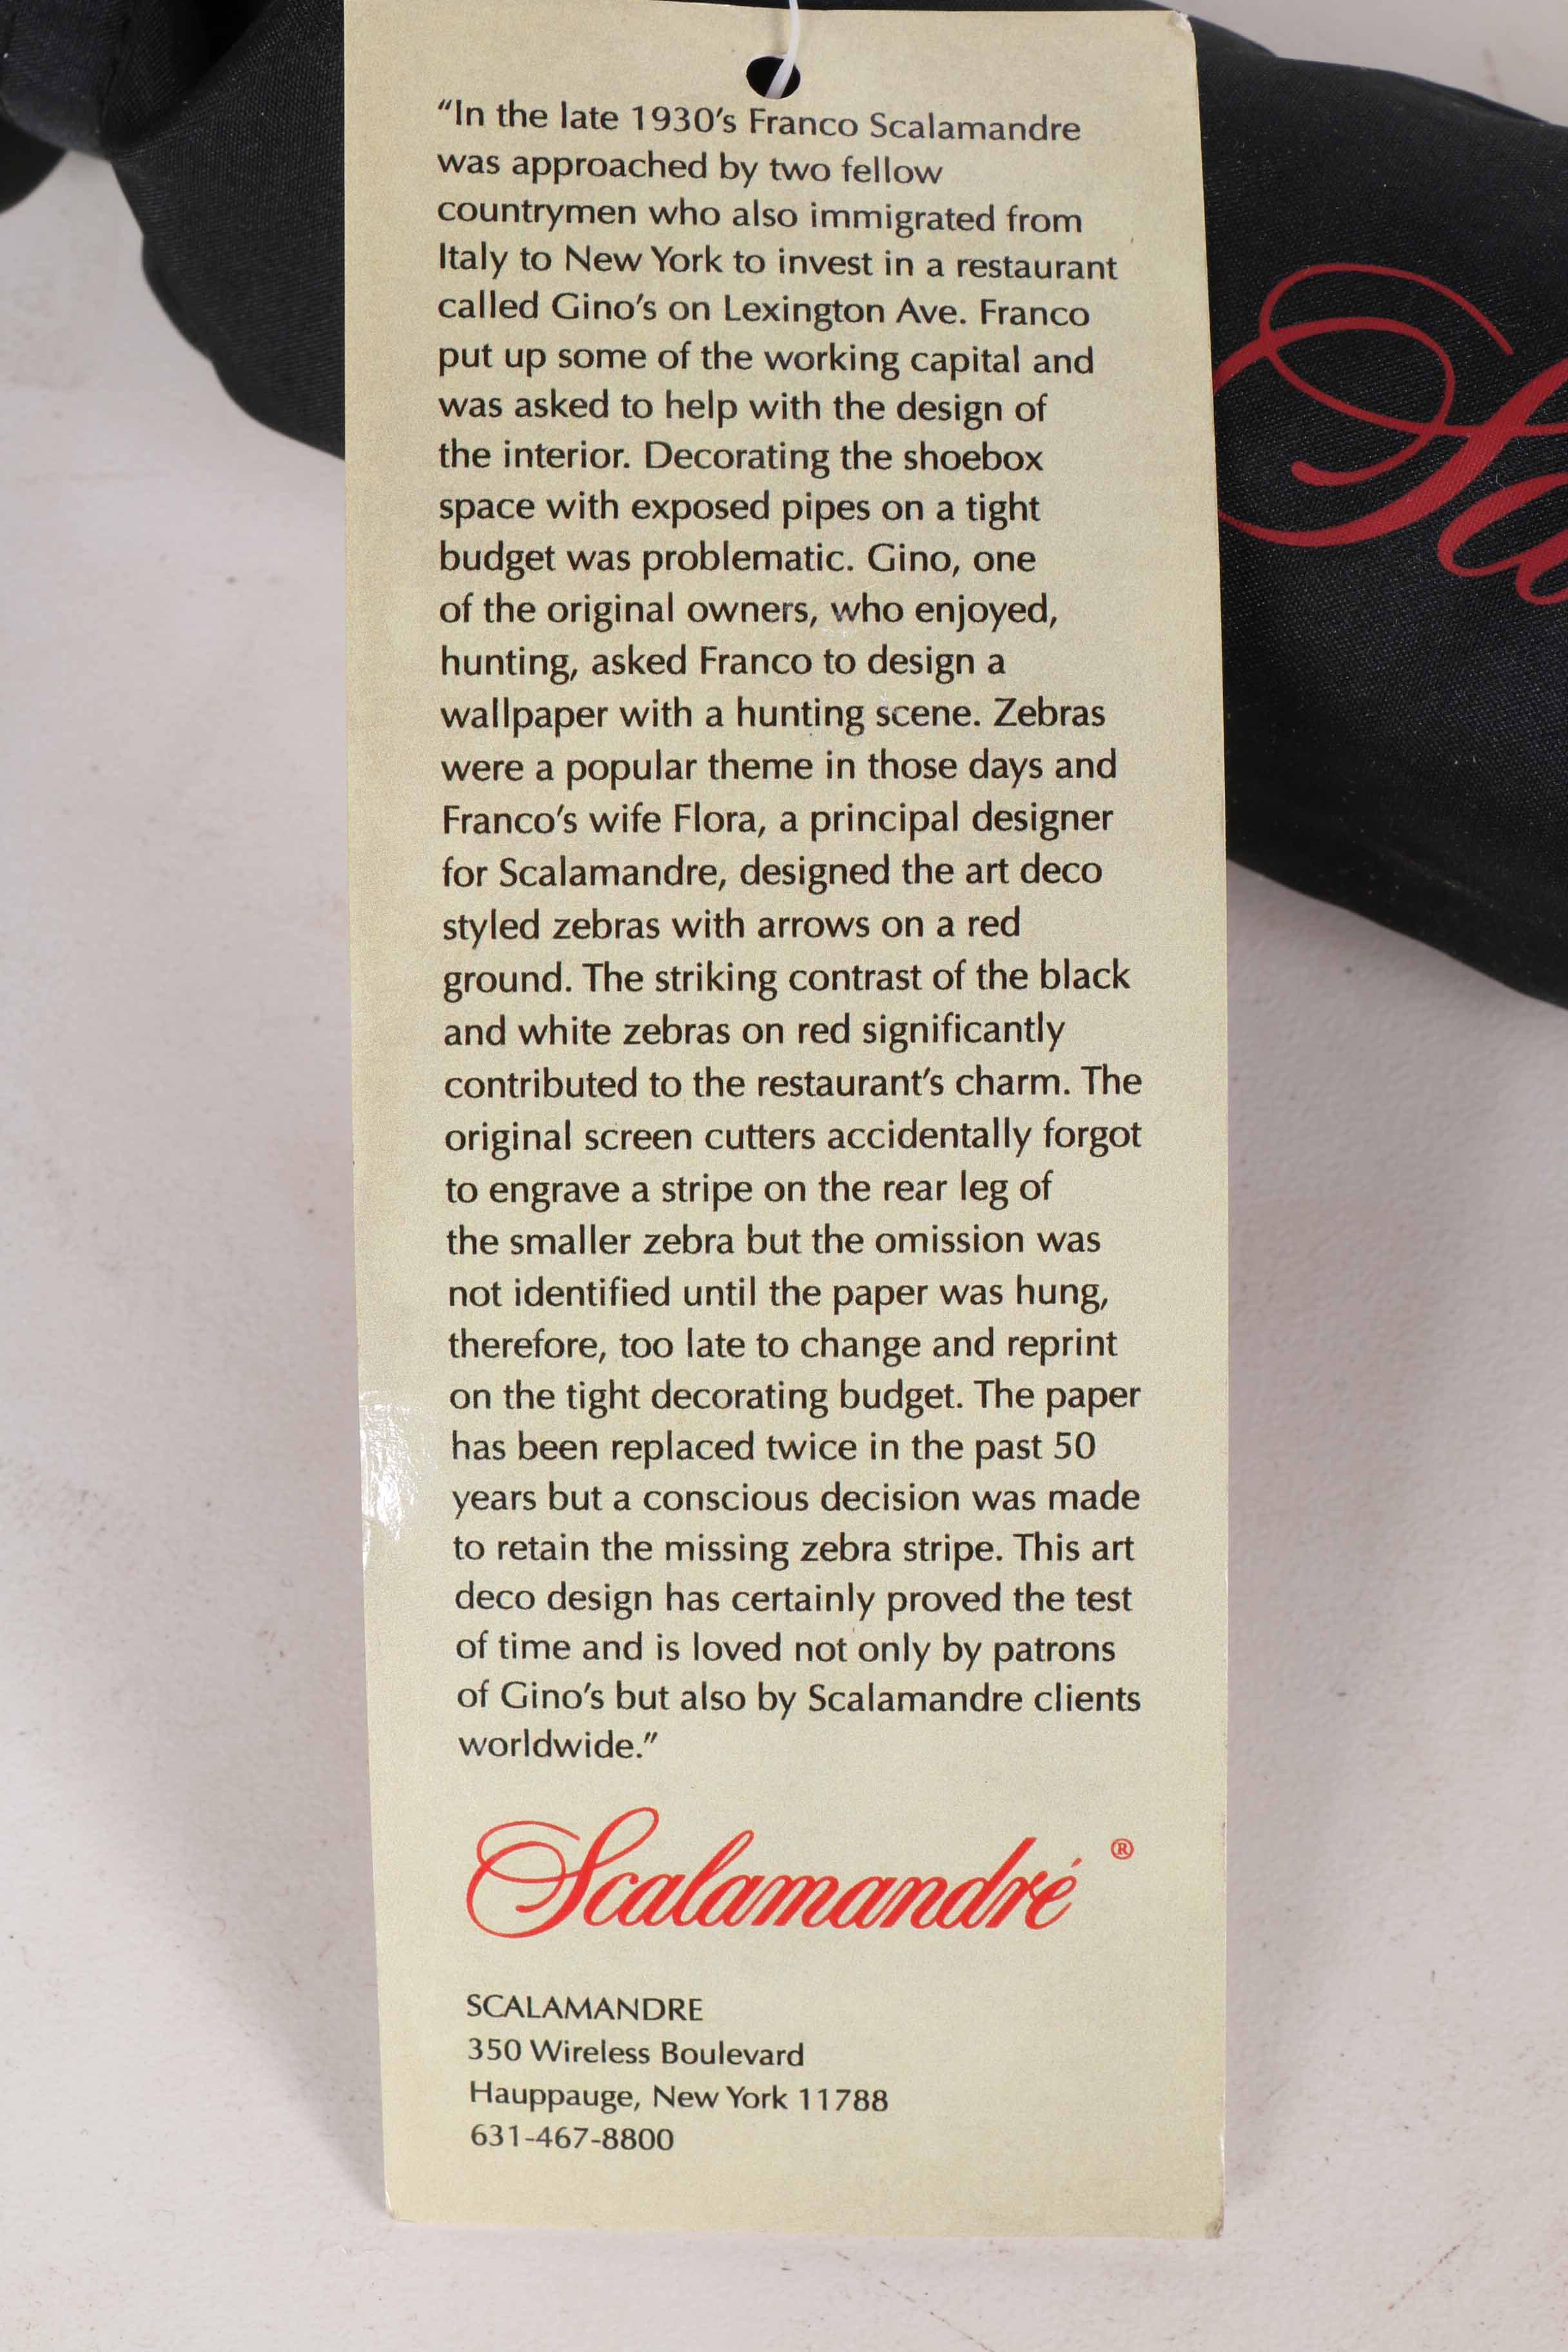 “In the late 1930’s Franco Scalamandre
was approached by two fellow
countrymen who also immigrated from
Italy to New York to invest in a restaurant
called Gino’s on Lexington Ave. Franco
put up some of the working capital and
was asked to help with the design of
the interior. Decorating the shoebox
space with exposed pipes on a tight
budget was problematic. Gino, one
of the original owners, who enjoyed,
hunting, asked Franco to design a
wallpaper with a hunting scene. Zebras
were a popular theme in those days and
Franco’s wife Flora, a principal designer
for Scalamandre, designed the art deco
styled zebras with arrows on a red
ground. The striking contrast of the black
and white zebras on red significantly
contributed to the restaurant’s charm. The
original screen cutters accidentally forgot
to engrave a stripe on the rear leg of
the smaller zebra but the omission was
not identified until the paper was hung,
therefore, too late to change and reprint
on the tight decorating budget. The paper
has been replaced twice in the past 50
years but a conscious decision was made
to retain the missing zebra stripe. This art
deco design has certainly proved the test
of time and is loved not only by patrons
of Gino’s but also by Scalamandre clients
worldwide.”
Scalamandré ®
SCALAMANDRE
350 Wireless Boulevard
Hauppauge, New York 11788
631-467-8800